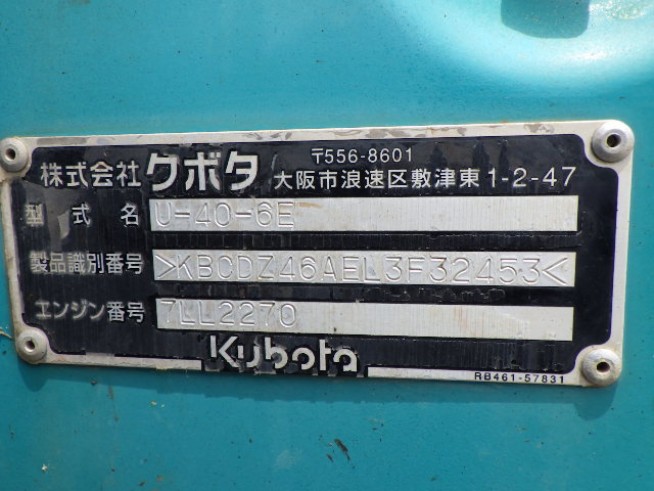 株式会社クボタ 〒556-8601
大阪市浪速区敷津東1-2-47
型式名 U-40-6E
製品識別番号 >KBCDZ46AEL3F32453<
エンジン番号 7LL2270
Kubota
RB461-57831